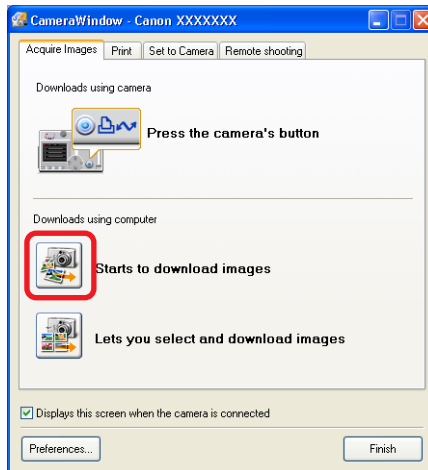 CameraWindow - Canon XXXXXXX
Acquire Images Print Set to Camera Remote shooting
Downloads using camera
Press the camera's button
Downloads using computer
Starts to download images
Lets you select and download images
Displays this screen when the camera is connected
Preferences... Finish